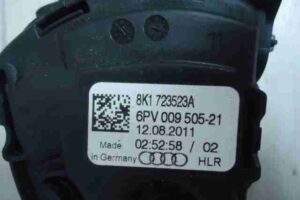 8K1 723523A
6PV 009 505-21
12.08.2011
Made 02:52:58 / 02
in Germany HLR